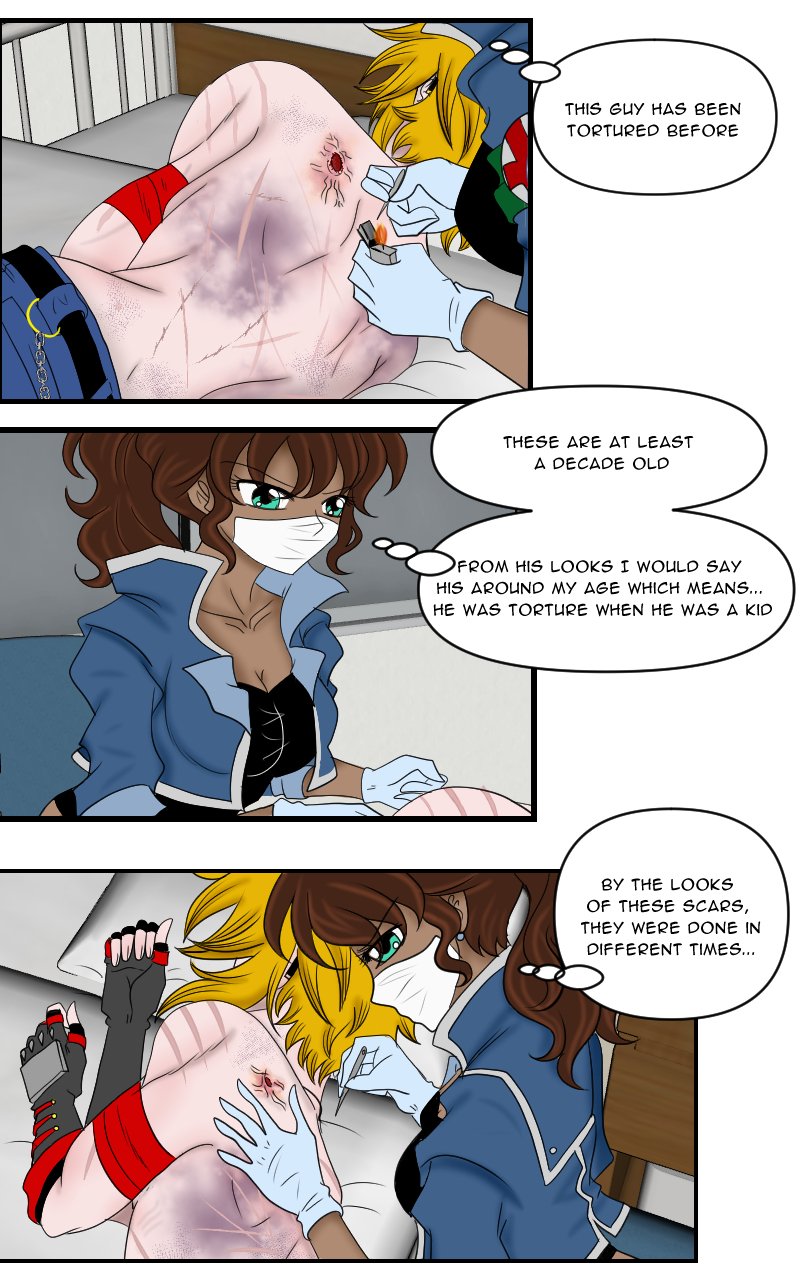 THIS GUY HAS BEEN
TORTURED BEFORE
THESE ARE AT LEAST
A DECADE OLD
FROM HIS LOOKS I WOULD SAY
HIS AROUND MY AGE WHICH MEANS...
HE WAS TORTURE WHEN HE WAS A KID
BY THE LOOKS
OF THESE SCARS,
THEY WERE DONE IN
DIFFERENT TIMES...